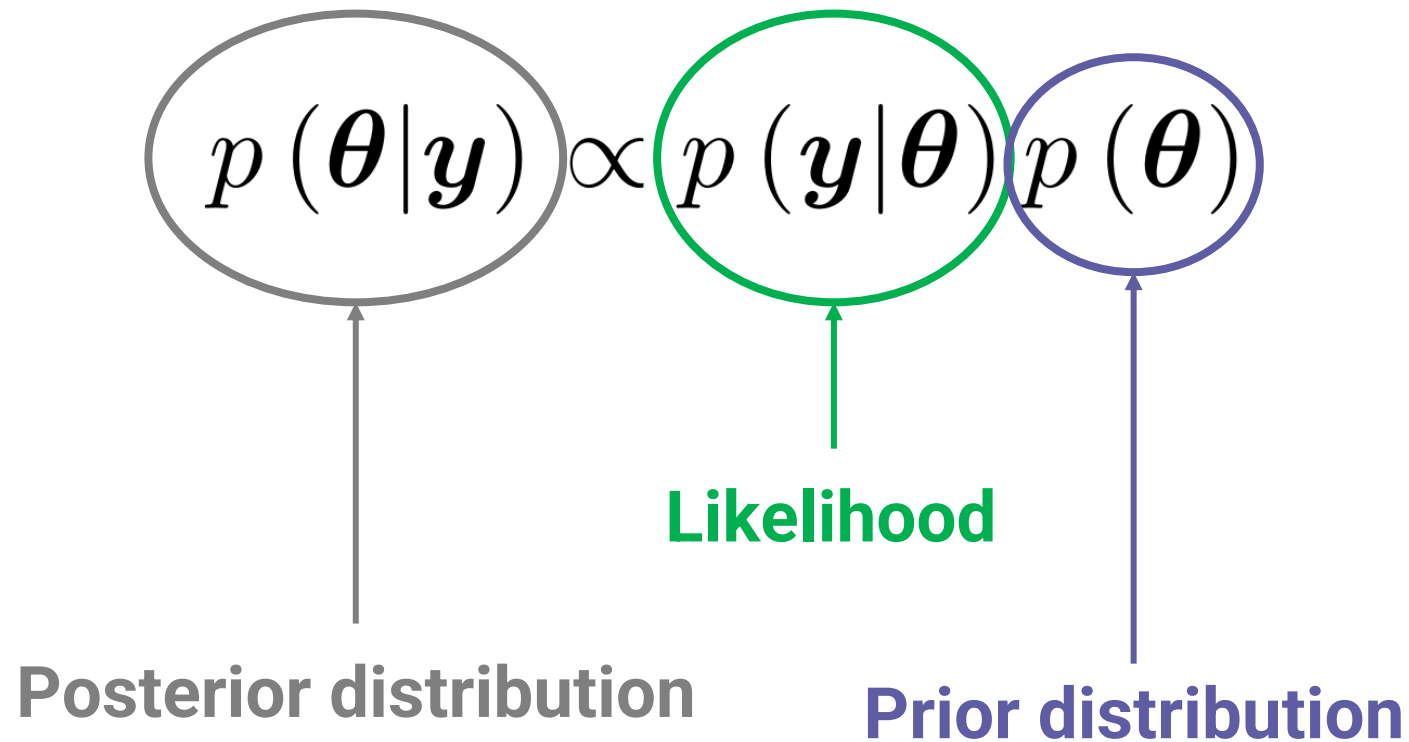 p (θ|y) ∝ p (y|θ) p (θ)
Likelihood
Posterior distribution
Prior distribution